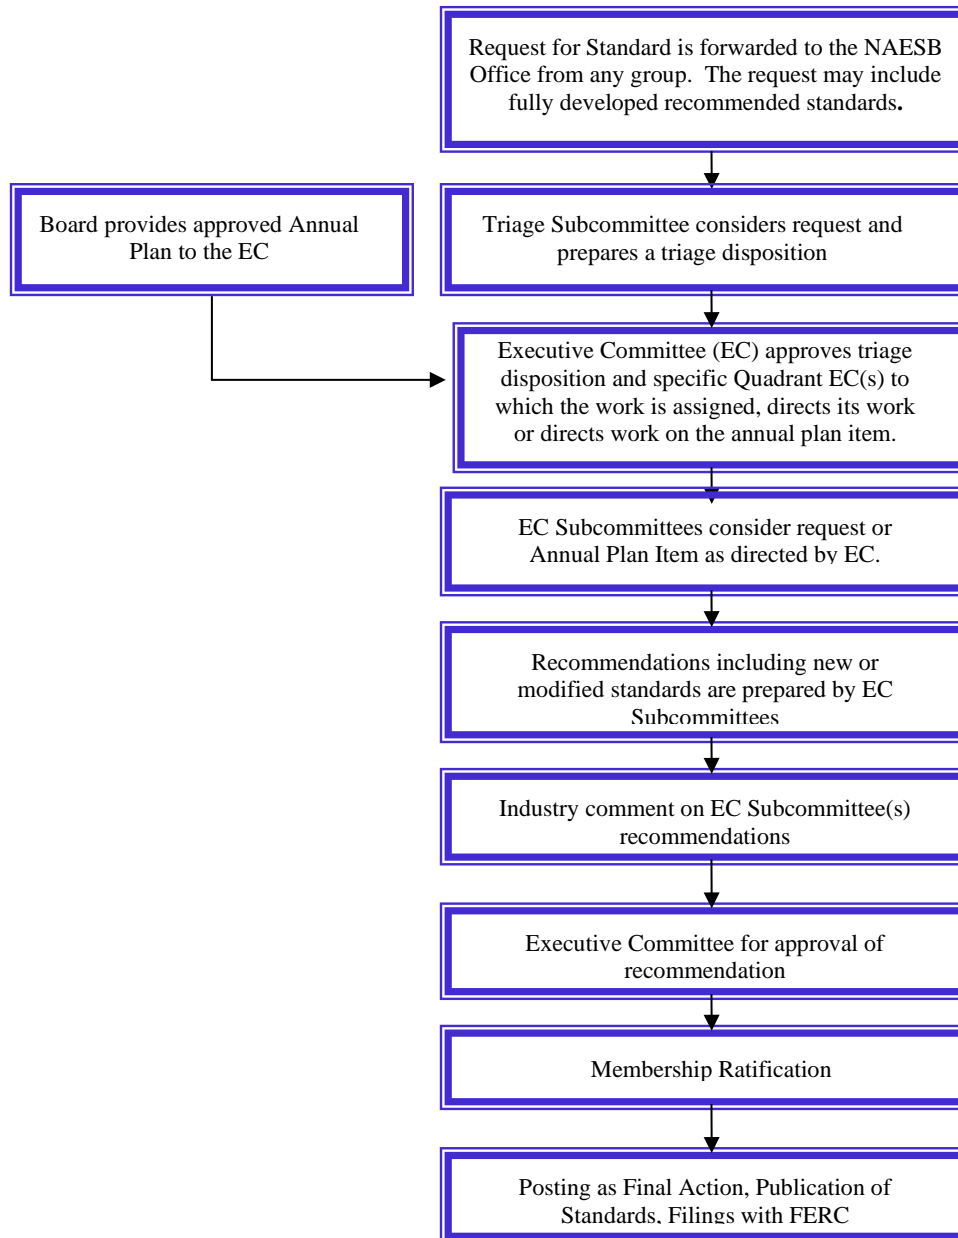 Request for Standard is forwarded to the NAESB
Office from any group.  The request may include
fully developed recommended standards.
Board provides approved Annual
Plan to the EC
Triage Subcommittee considers request and
prepares a triage disposition
Executive Committee (EC) approves triage
disposition and specific Quadrant EC(s) to
which the work is assigned, directs its work
or directs work on the annual plan item.
EC Subcommittees consider request or
Annual Plan Item as directed by EC.
Recommendations including new or
modified standards are prepared by EC
Subcommittees
Industry comment on EC Subcommittee(s)
recommendations
Executive Committee for approval of
recommendation
Membership Ratification
Posting as Final Action, Publication of
Standards, Filings with FERC